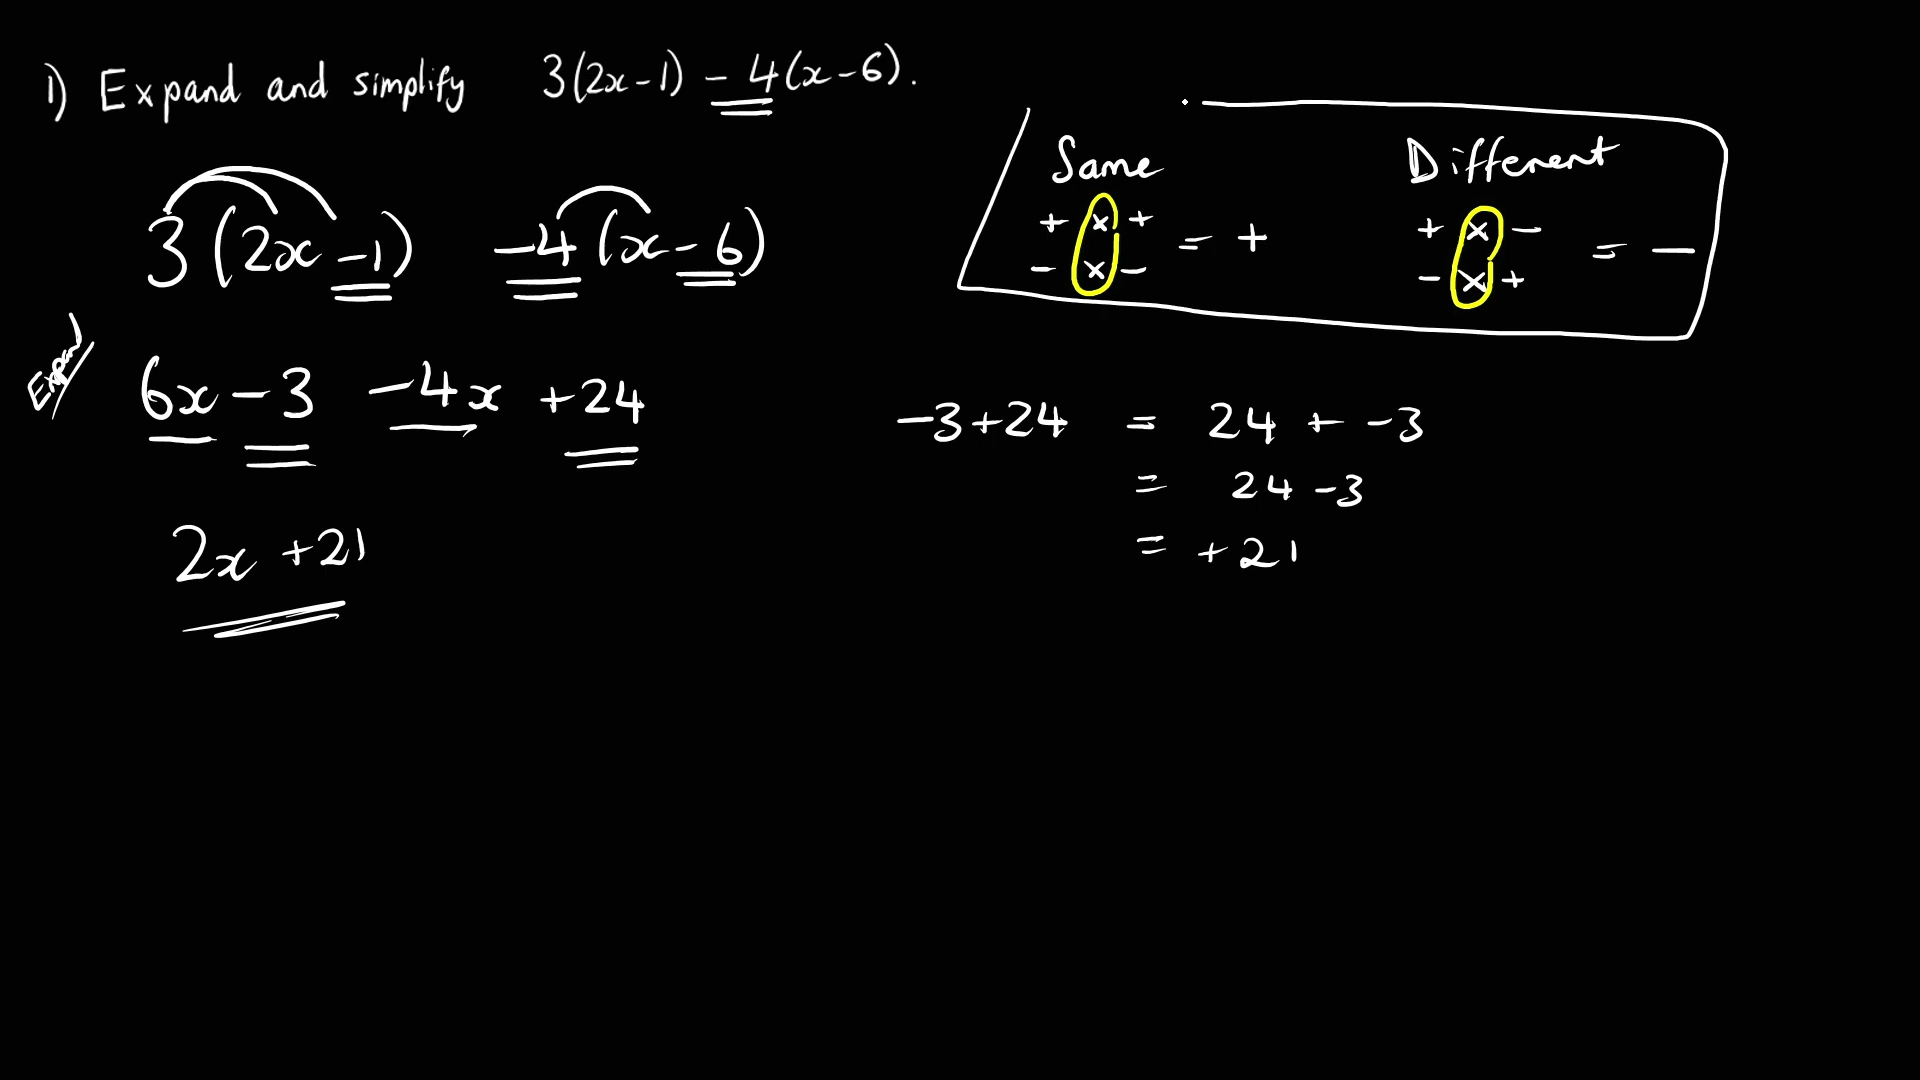 1) Expand and simplify 3(2x-1) - 4(x-6).
Same Different
+ x + + x -
= + = -
- x - - x +
3(2x-1) -4(x-6)
Expand
6x -3 -4x +24
-3+24 = 24 + -3
= 24 -3
2x +21
= +21